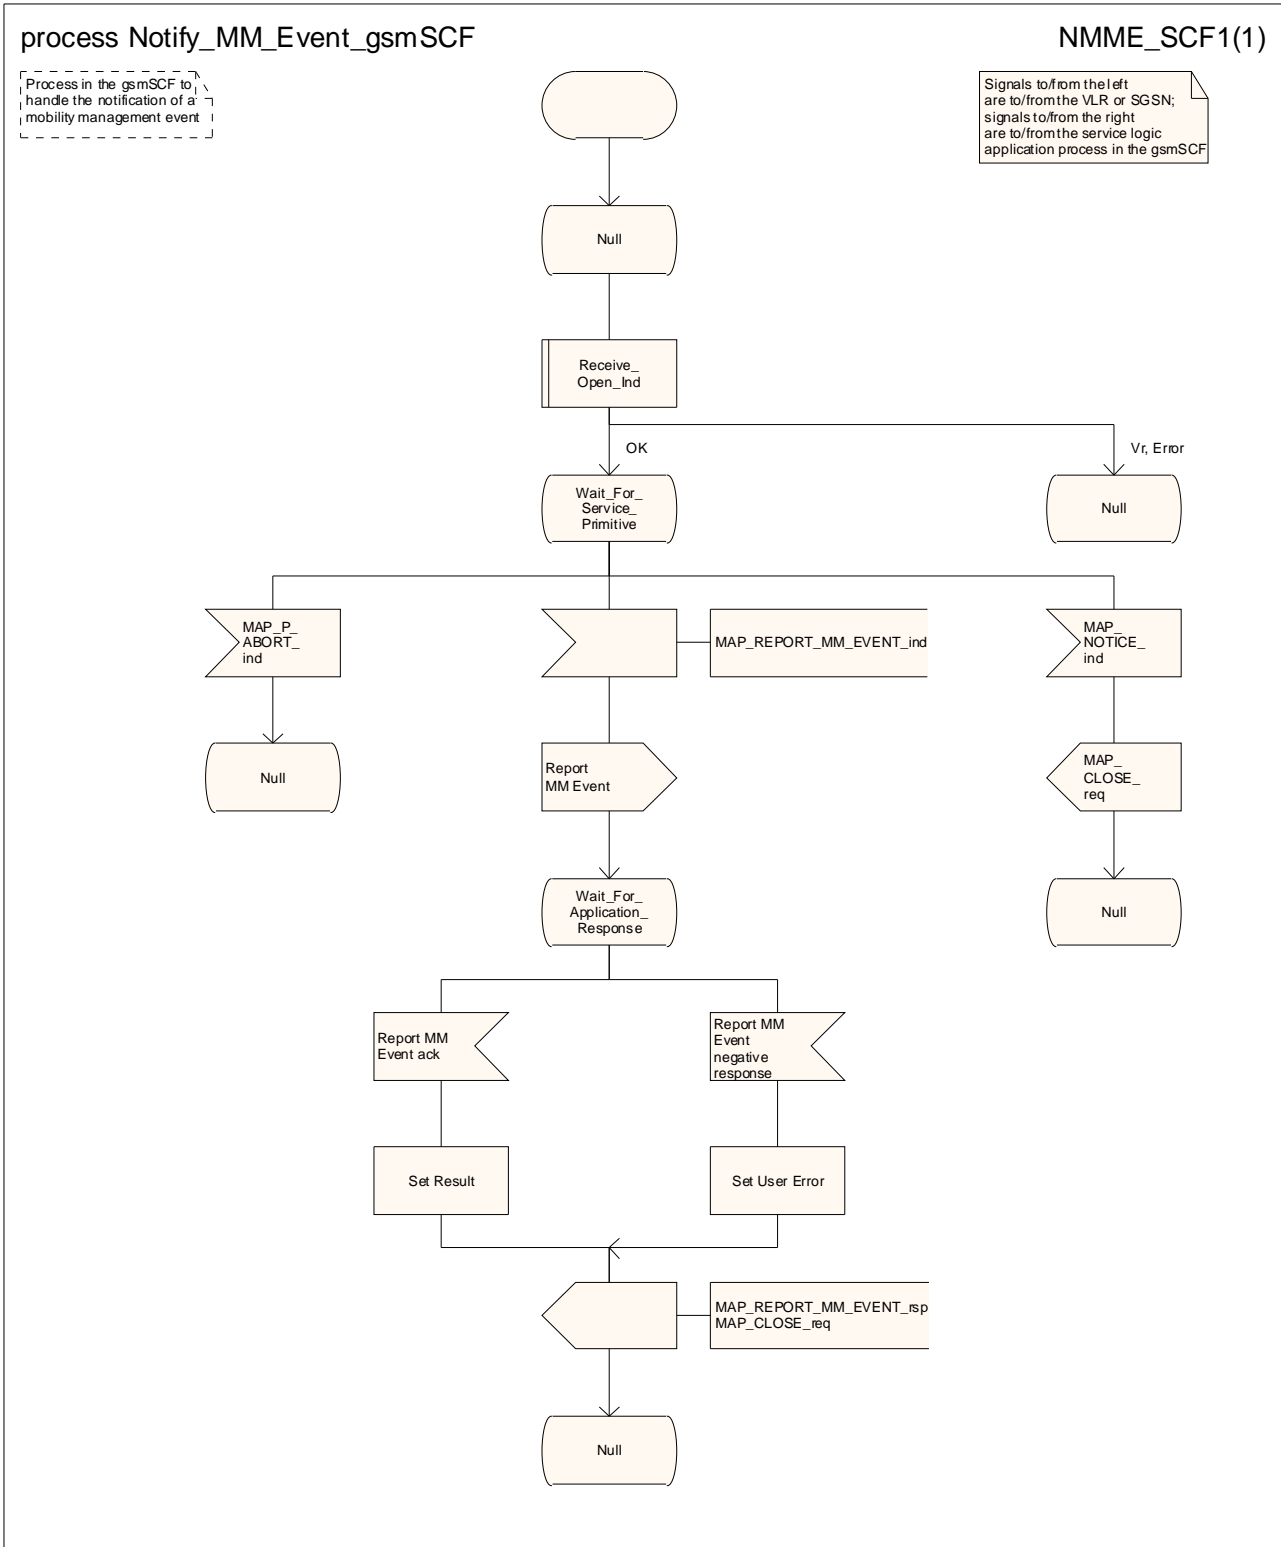 process Notify_MM_Event_gsmSCF
NMME_SCF1(1)
Process in the gsmSCF to
handle the notification of a
mobility management event
Signals to/from the left
are to/from the VLR or SGSN;
signals to/from the right
are to/from the service logic
application process in the gsmSCF
Null
Receive_
Open_Ind
OK
Vr, Error
Wait_For_
Service_
Primitive
Null
MAP_P_
ABORT_
ind
MAP_REPORT_MM_EVENT_ind
MAP_
NOTICE_
ind
Null
Report
MM Event
MAP_
CLOSE_
req
Wait_For_
Application_
Response
Null
Report MM
Event ack
Report MM
Event
negative
response
Set Result
Set User Error
MAP_REPORT_MM_EVENT_rsp
MAP_CLOSE_req
Null